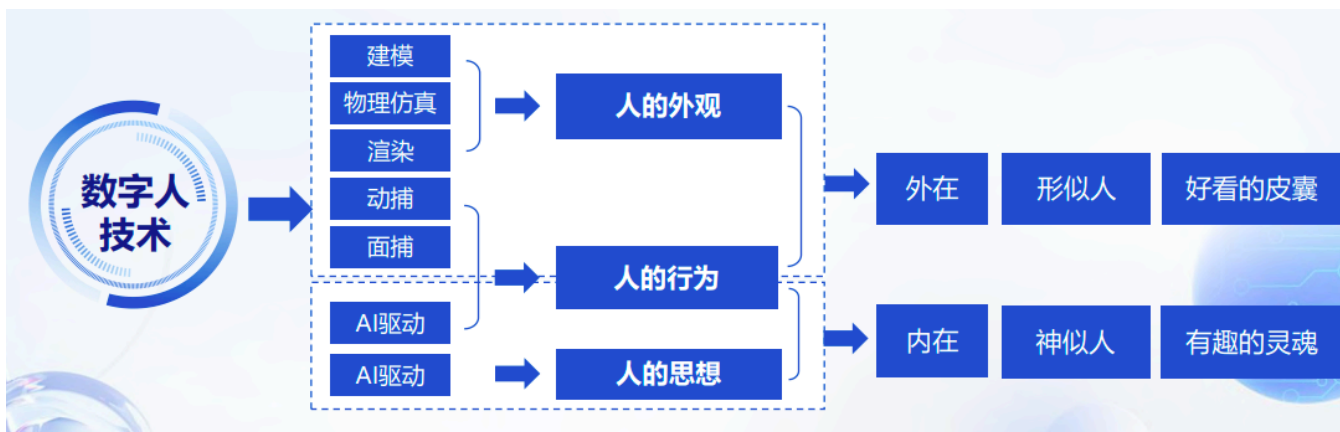 数字人
技术
建模
物理仿真
渲染
动捕
面捕
AI驱动
AI驱动
人的外观
人的行为
人的思想
外在
形似人
好看的皮囊
内在
神似人
有趣的灵魂